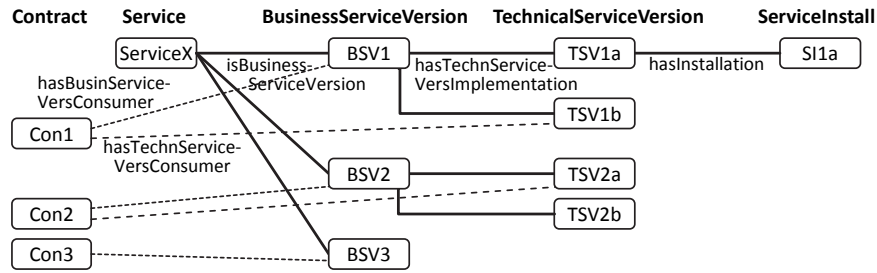 Contract Service BusinessServiceVersion TechnicalServiceVersion ServiceInstall
ServiceX BSV1 TSV1a SI1a
isBusiness-
ServiceVersion
hasTechnService-
VersImplementation
hasInstallation
hasBusinService-
VersConsumer
TSV1b
Con1
hasTechnService-
VersConsumer
BSV2 TSV2a
Con2 TSV2b
Con3 BSV3